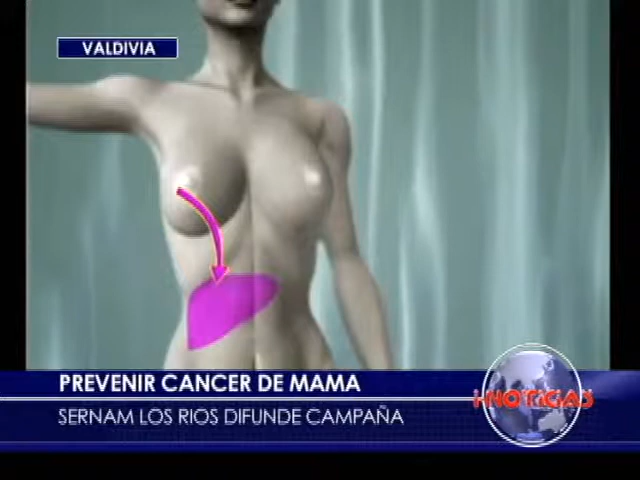 VALDIVIA
PREVENIR CANCER DE MAMA
SERNAM LOS RIOS DIFUNDE CAMPAÑA
i-NOTICIAS